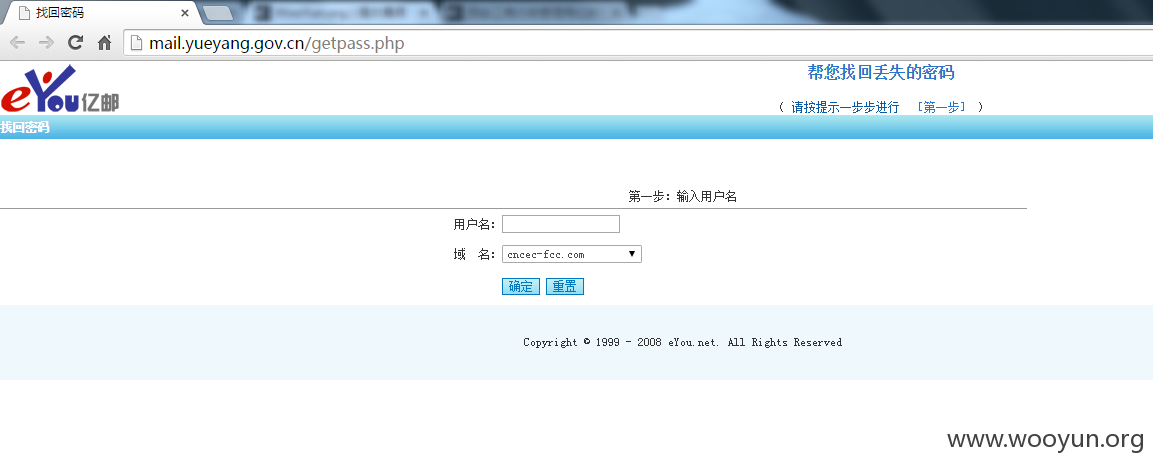 找回密码
mail.yueyang.gov.cn/getpass.php
eYou亿邮
帮您找回丢失的密码
( 请按提示一步步进行 [第一步] )
找回密码
第一步: 输入用户名
用户名:
域 名: cncec-fcc.com
确定 重置
Copyright © 1999 - 2008 eYou.net. All Rights Reserved
www.wooyun.org